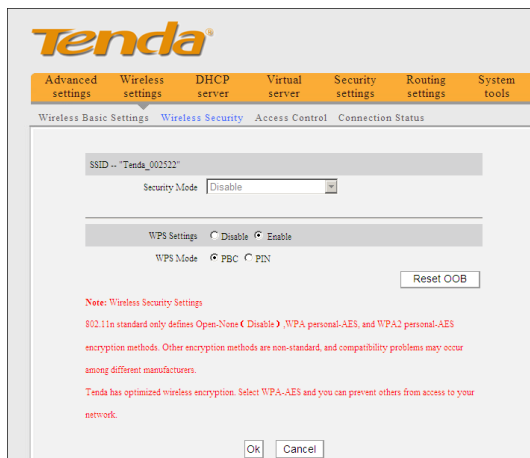 Tenda
Advanced settings Wireless settings DHCP server Virtual server Security settings Routing settings System tools
Wireless Basic Settings Wireless Security Access Control Connection Status
SSID -- "Tenda_002522"
Security Mode Disable
WPS Settings Disable Enable
WPS Mode PBC PIN
Reset OOB
Note: Wireless Security Settings
802.11n standard only defines Open-None ( Disable ) ,WPA personal-AES, and WPA2 personal-AES
encryption methods. Other encryption methods are non-standard, and compatibility problems may occur
among different manufacturers.
Tenda has optimized wireless encryption. Select WPA-AES and you can prevent others from access to your
network.
Ok Cancel